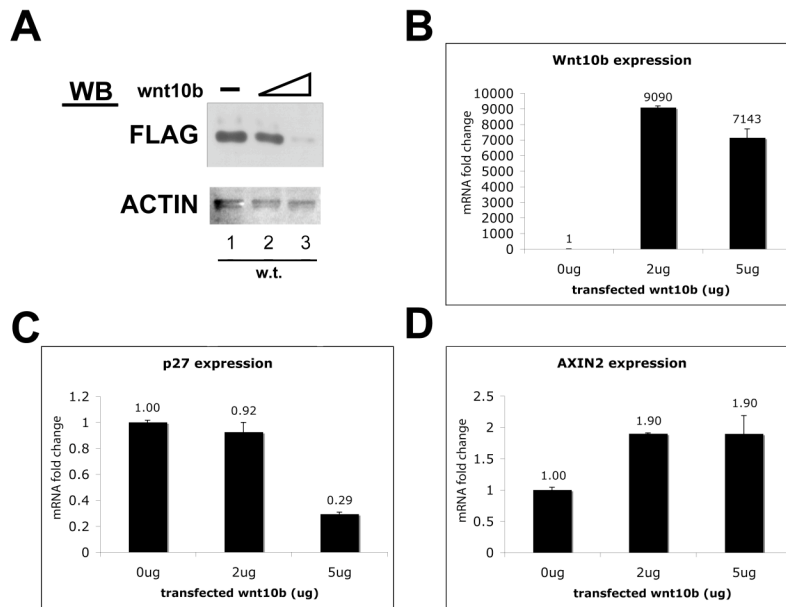 A
WB
wnt10b
–
FLAG
ACTIN
1 2 3
w.t.
B
Wnt10b expression
mRNA fold change
10000
9000
8000
7000
6000
5000
4000
3000
2000
1000
0
1
9090
7143
0ug 2ug 5ug
transfected wnt10b (ug)
C
p27 expression
mRNA fold change
1.2
1
0.8
0.6
0.4
0.2
0
1.00
0.92
0.29
0ug 2ug 5ug
transfected wnt10b (ug)
D
AXIN2 expression
mRNA fold change
2.5
2
1.5
1
0.5
0
1.00
1.90
1.90
0ug 2ug 5ug
transfected wnt10b (ug)